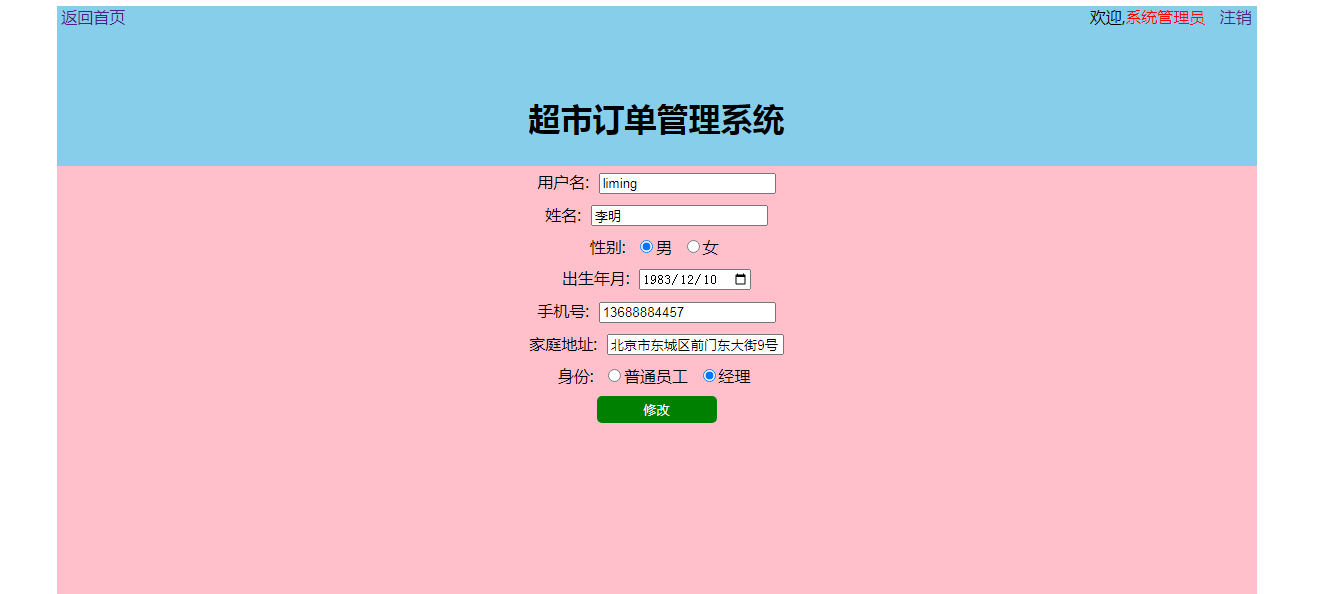 返回首页 欢迎,系统管理员 注销
超市订单管理系统
用户名: liming
姓名: 李明
性别: 男 女
出生年月: 1983/12/10
手机号: 13688884457
家庭地址: 北京市东城区前门东大街9号
身份: 普通员工 经理
修改